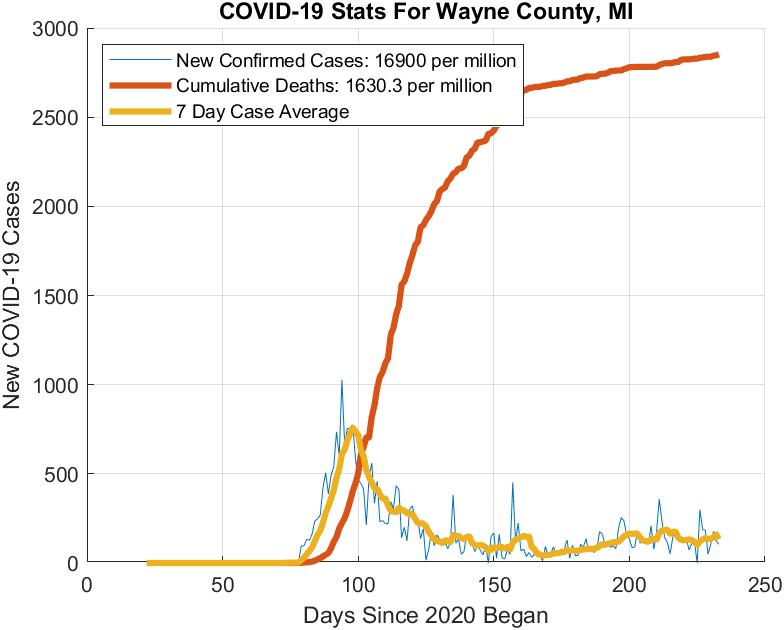 COVID-19 Stats For Wayne County, MI
3000
New Confirmed Cases: 16900 per million
Cumulative Deaths: 1630.3 per million
7 Day Case Average
2500
2000
1500
1000
500
0
New COVID-19 Cases
0 50 100 150 200 250
Days Since 2020 Began